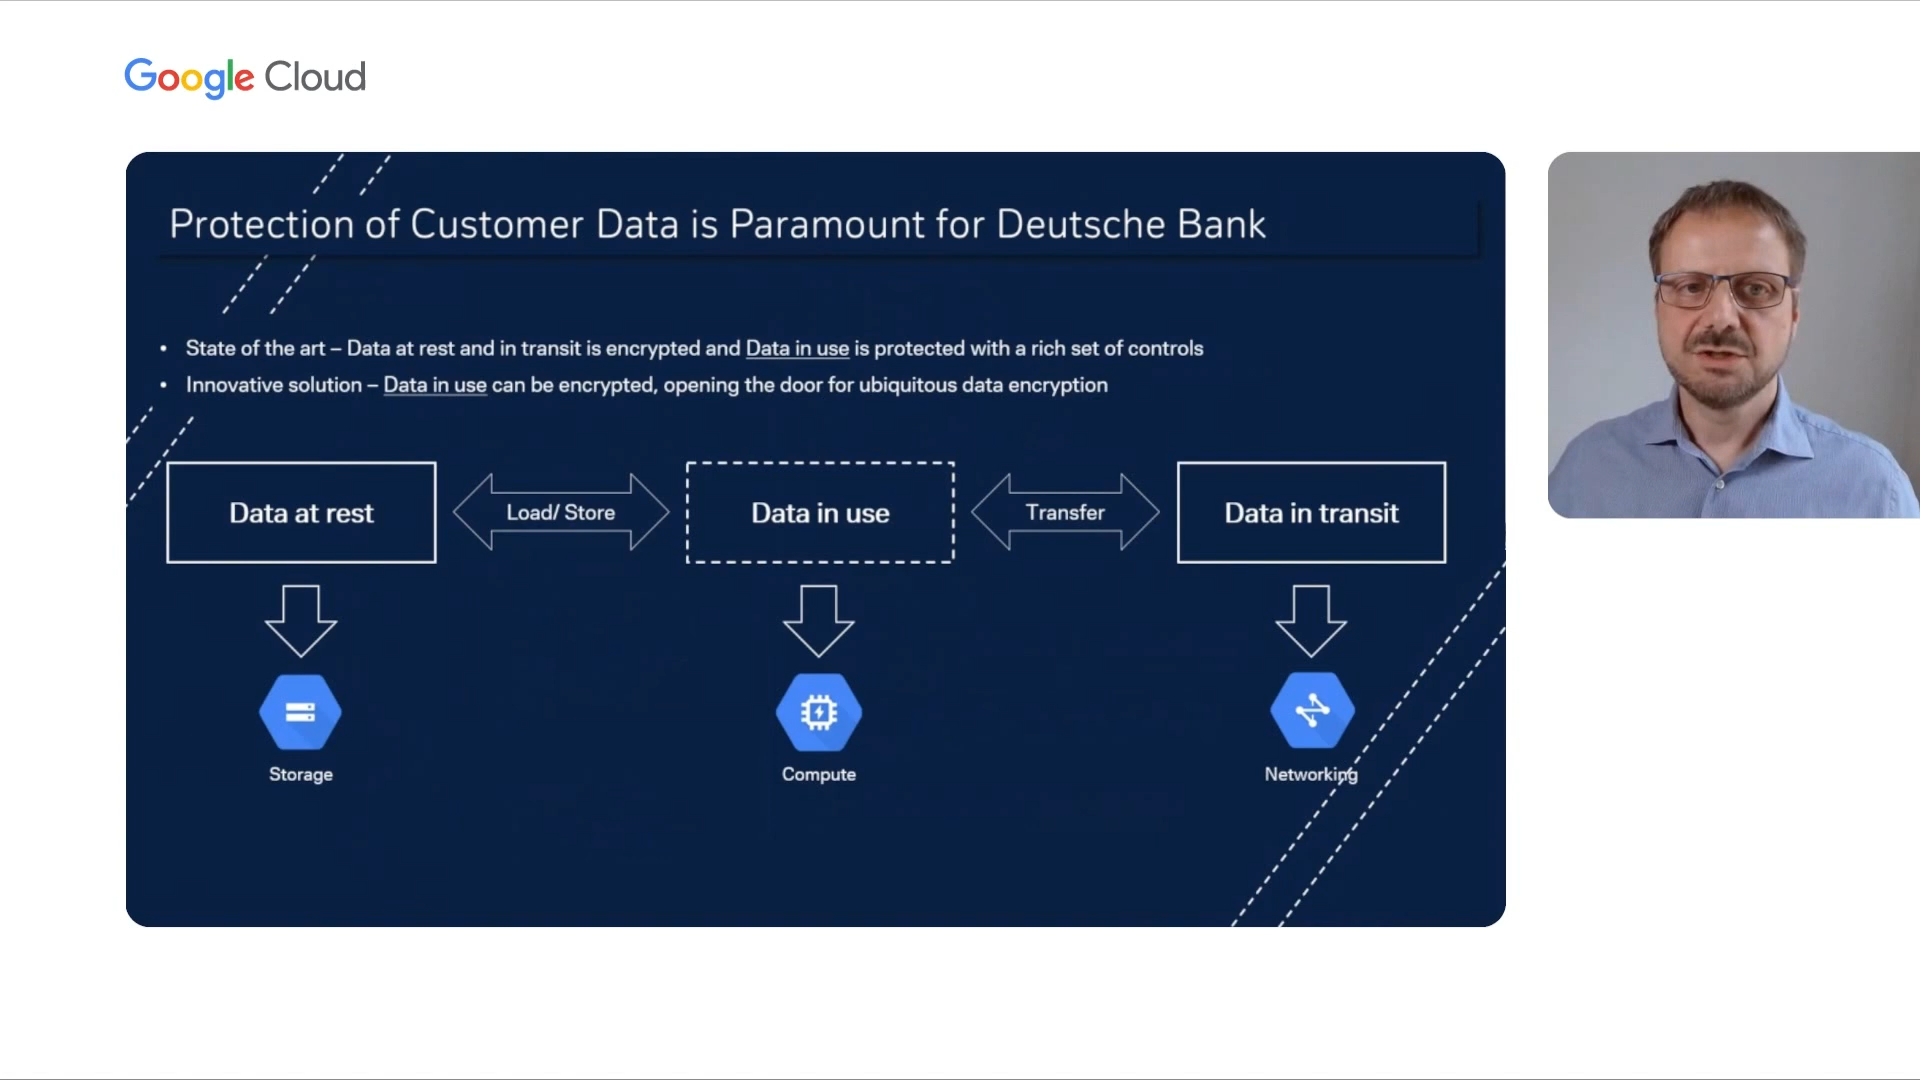 Google Cloud
Protection of Customer Data is Paramount for Deutsche Bank
• State of the art – Data at rest and in transit is encrypted and Data in use is protected with a rich set of controls
• Innovative solution – Data in use can be encrypted, opening the door for ubiquitous data encryption
Data at rest
Load/ Store
Data in use
Transfer
Data in transit
Storage
Compute
Networking